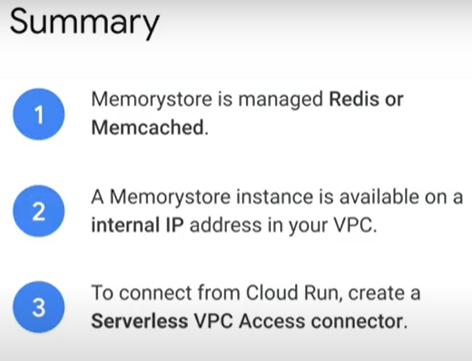 Summary
1
Memorystore is managed Redis or
Memcached.
2
A Memorystore instance is available on a
internal IP address in your VPC.
3
To connect from Cloud Run, create a
Serverless VPC Access connector.